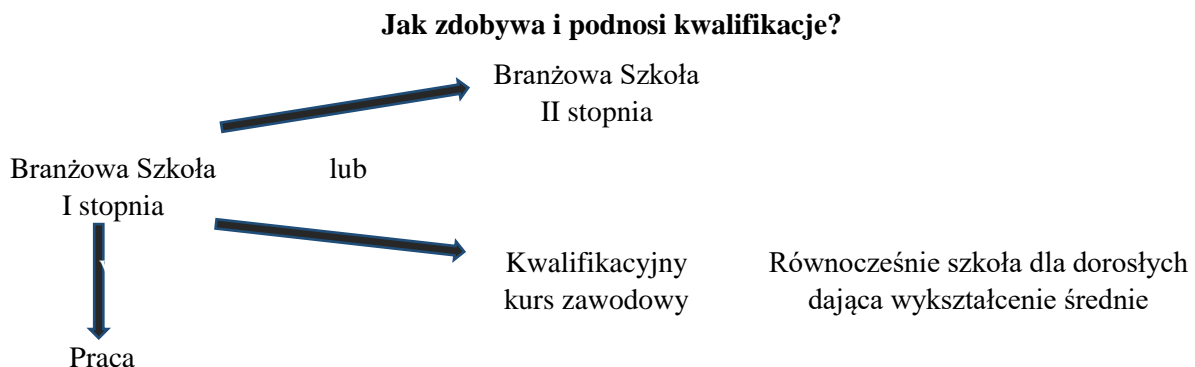 Jak zdobywa i podnosi kwalifikacje?
Branżowa Szkoła
II stopnia
Branżowa Szkoła
I stopnia
lub
Kwalifikacyjny
kurs zawodowy
Równocześnie szkoła dla dorosłych
dająca wykształcenie średnie
Praca